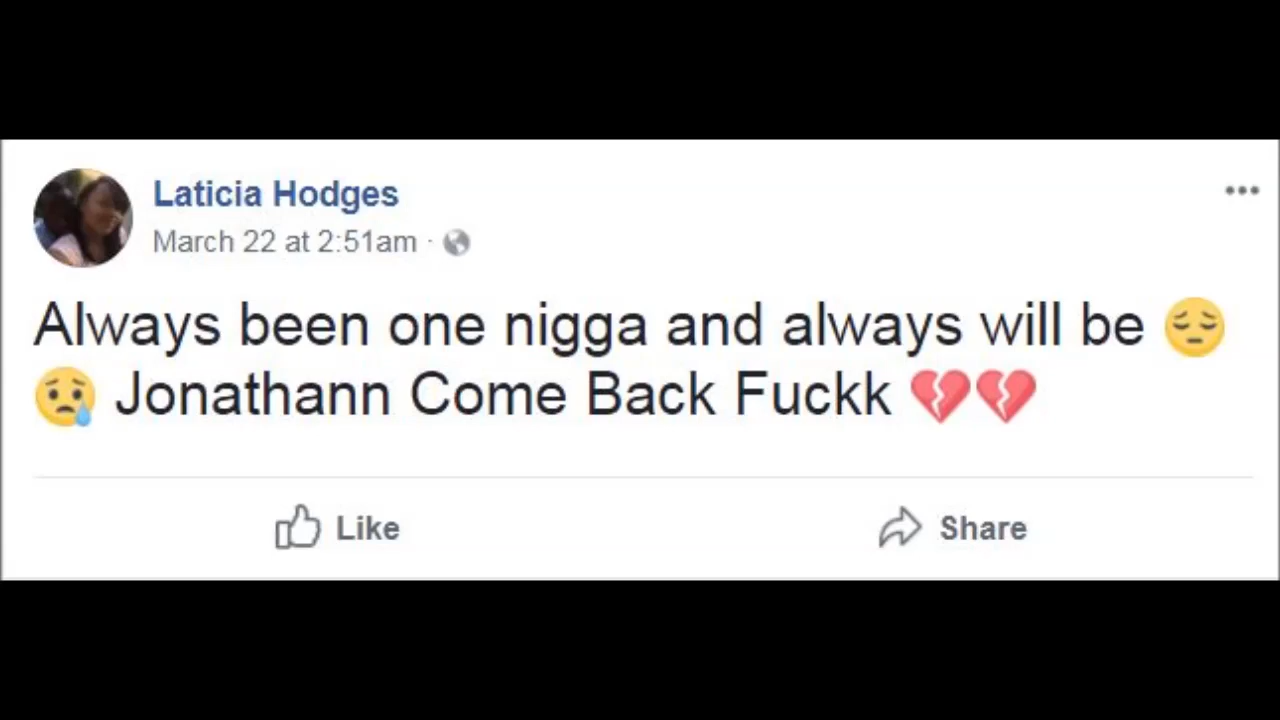 Laticia Hodges
March 22 at 2:51am ·
Always been one nigga and always will be 😔
😢 Jonathann Come Back Fuckk 💔💔
Like
Share